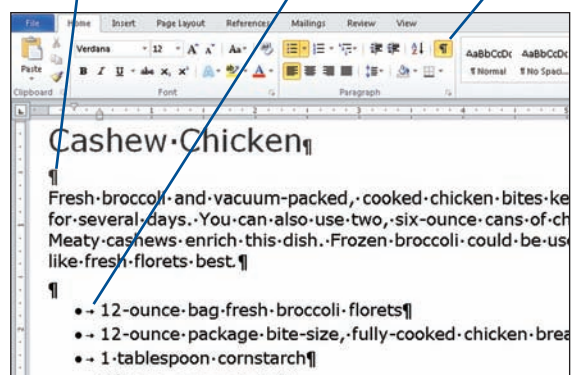 File Home Insert Page Layout References Mailings Review View
Verdana 12 A A Aa
Paste B I U abc x, x² A A
AaBbCcDc AaBbCcDc
¶ Normal ¶ No Spaci...
Clipboard Font Paragraph
Cashew·Chicken¶
¶
Fresh·broccoli·and·vacuum-packed,·cooked·chicken·bites·ke
for·several·days.·You·can·also·use·two,·six-ounce·cans·of·ch
Meaty·cashews·enrich·this·dish.·Frozen·broccoli·could·be·use
like·fresh·florets·best.¶
¶
•→12-ounce·bag·fresh·broccoli·florets¶
•→12-ounce·package·bite-size,·fully-cooked·chicken·brea
•→1·tablespoon·cornstarch¶